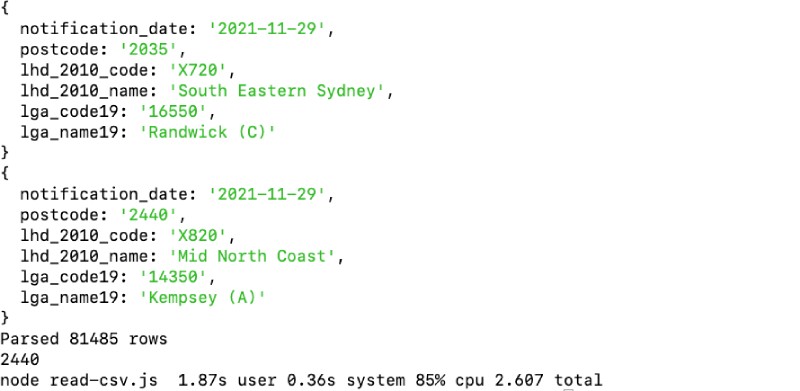 {
  notification_date: '2021-11-29',
  postcode: '2035',
  lhd_2010_code: 'X720',
  lhd_2010_name: 'South Eastern Sydney',
  lga_code19: '16550',
  lga_name19: 'Randwick (C)'
}
{
  notification_date: '2021-11-29',
  postcode: '2440',
  lhd_2010_code: 'X820',
  lhd_2010_name: 'Mid North Coast',
  lga_code19: '14350',
  lga_name19: 'Kempsey (A)'
}
Parsed 81485 rows
2440
node read-csv.js  1.87s user 0.36s system 85% cpu 2.607 total